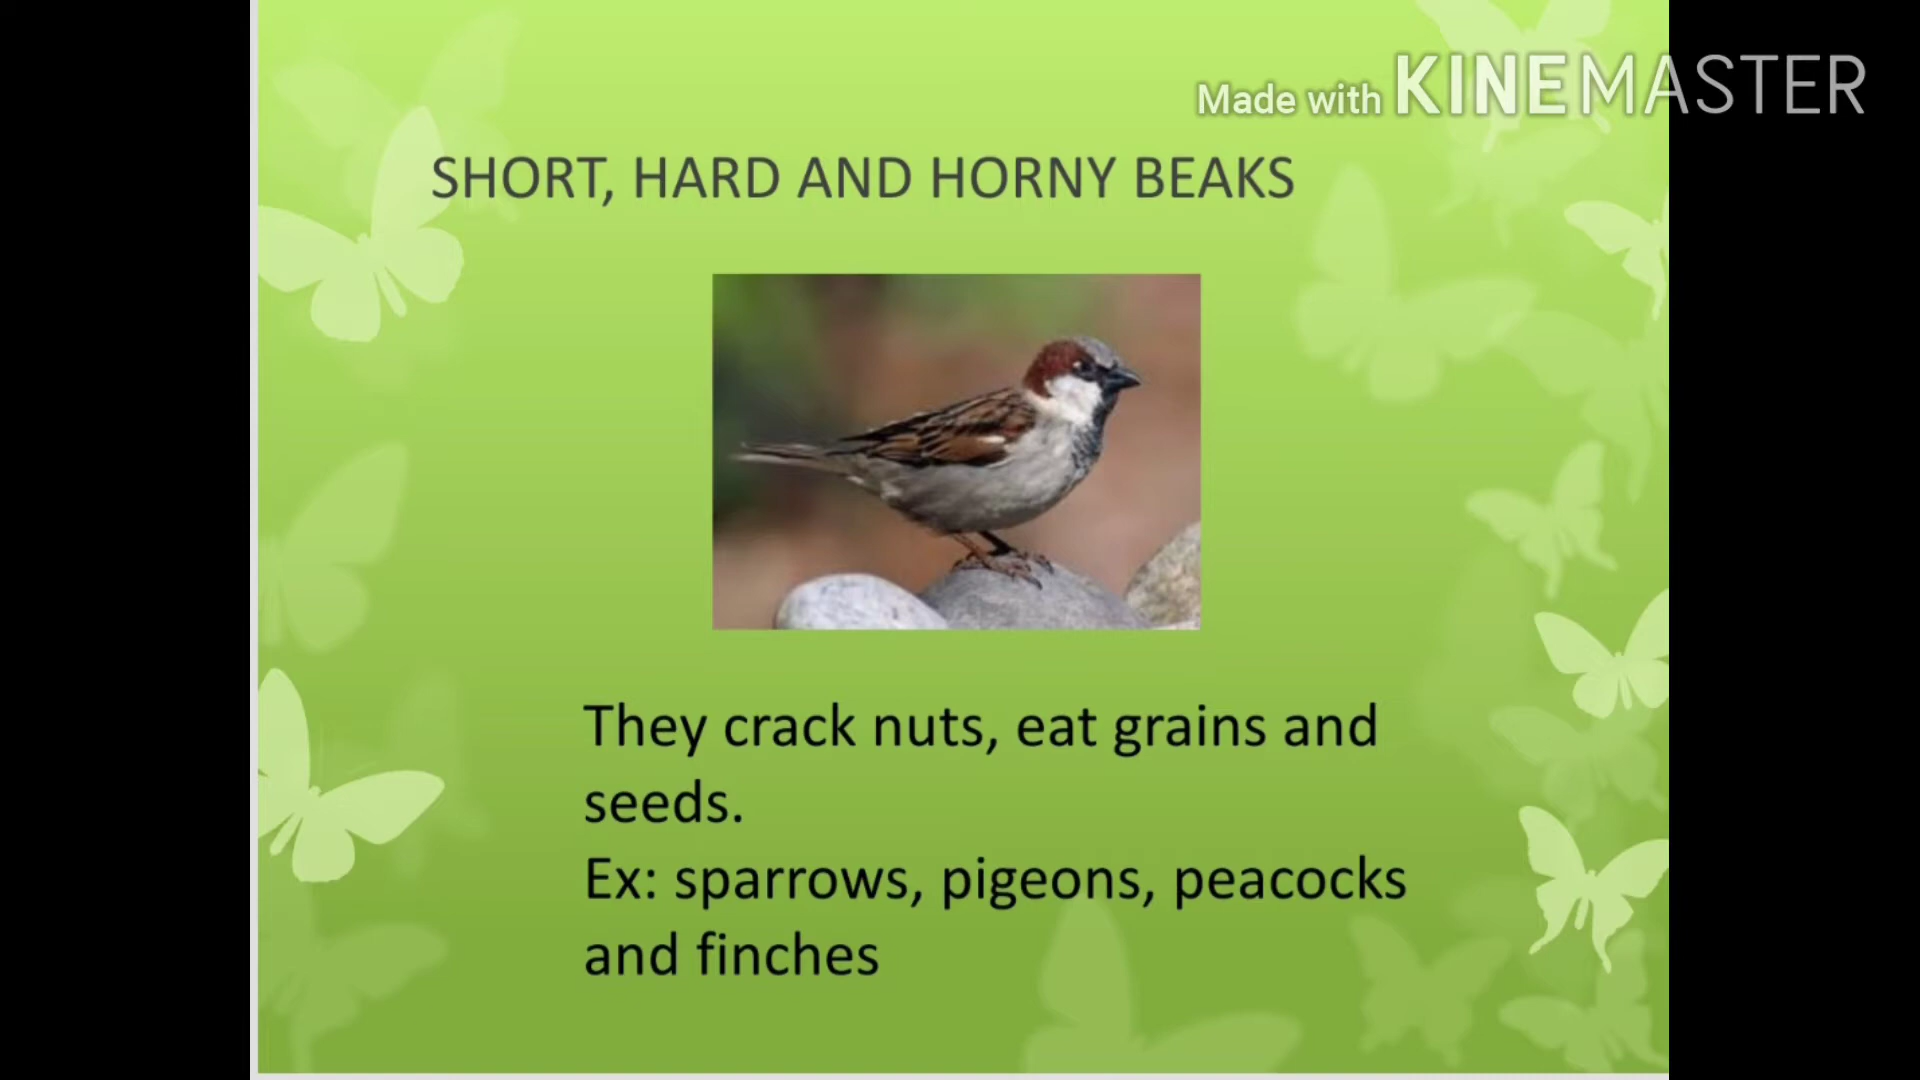 Made with KINEMASTER
SHORT, HARD AND HORNY BEAKS
They crack nuts, eat grains and
seeds.
Ex: sparrows, pigeons, peacocks
and finches